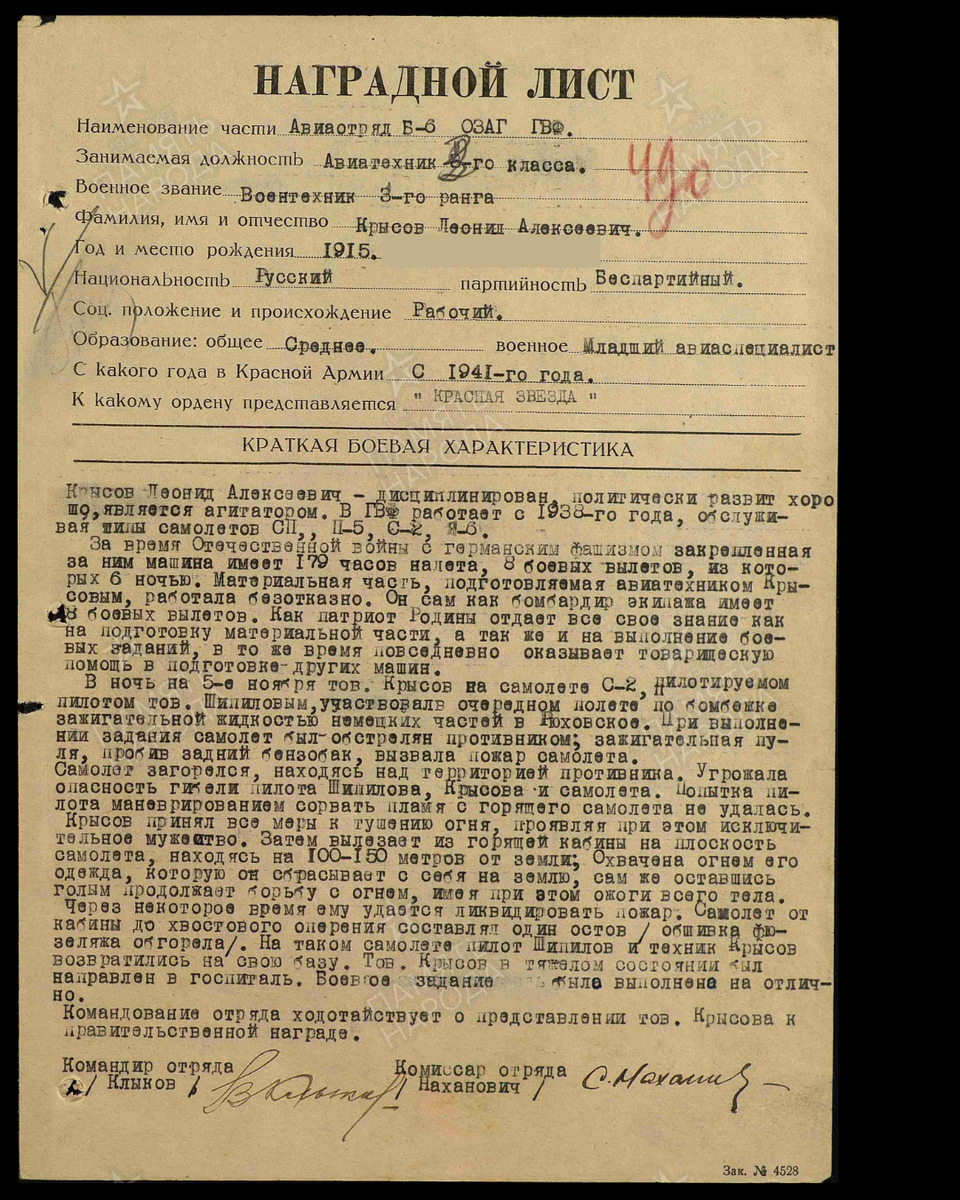 НАГРАДНОЙ ЛИСТ
Наименование части Авиаотряд Б-6 ОЗАГ ГВФ.
Занимаемая должность Авиатехник 2-го класса.
Военное звание Воентехник 3-го ранга
Фамилия, имя и отчество Крысов Леонид Алексеевич.
Год и место рождения 1915.
Национальность Русский партийность Беспартийный.
Соц. положение и происхождение Рабочий.
Образование: общее Среднее. военное Младший авиаспециалист
С какого года в Красной Армии С 1941-го года.
К какому ордену представляется " КРАСНАЯ ЗВЕЗДА "
КРАТКАЯ БОЕВАЯ ХАРАКТЕРИСТИКА
Крысов Леонид Алексеевич - дисциплинирован, политически развит хоро
шо, является агитатором. В ГВФ работает с 1938-го года, обслужи-
вая типы самолетов СП,, П-5, С-2, Я-6.
За время Отечественной войны с германским фашизмом закрепленная
за ним машина имеет 179 часов налета, 8 боевых вылетов, из кото-
рых 6 ночью. Материальная часть, подготовляемая авиатехником Кры-
совым, работала безотказно. Он сам как бомбардир экипажа имеет
8 боевых вылетов. Как патриот Родины отдает все свое знание как
на подготовку материальной части, а так же и на выполнение бое-
вых заданий, в то же время повседневно оказывает товарищескую
помощь в подготовке других машин.
В ночь на 5-е ноября тов. Крысов на самолете С-2, пилотируемом
пилотом тов. Шипиловым, участвовалв очередном полете по бомбежке
зажигательной жидкостью немецких частей в Юховское. При выполне-
нии задания самолет был обстрелян противником; зажигательная пу-
ля, пробив задний бензобак, вызвала пожар самолета.
Самолет загорелся, находясь над территорией противника. Угрожала
опасность гибели пилота Шипилова, Крысова и самолета. Попытка пи-
лота маневрированием сорвать пламя с горящего самолета не удалась.
Крысов принял все меры к тушению огня, проявляя при этом исключи-
тельное мужество. Затем вылезает из горящей кабины на плоскость
самолета, находясь на 100-150 метров от земли; Охвачена огнем его
одежда, которую он сбрасывает с себя на землю, сам же оставшись
голым продолжает борьбу с огнем, имея при этом ожоги всего тела.
Через некоторое время ему удается ликвидировать пожар. Самолет от
кабины до хвостового оперения составлял один остов / обшивка фю-
зеляжа обгорела/. На таком самолете пилот Шипилов и техник Крысов
возвратились на свою базу. Тов. Крысов в тяжелом состоянии был
направлен в госпиталь. Боевое задание была выполнена на отлич-
но.
Командование отряда ходотайствует о представлении тов. Крысова к
правительственной награде.
Командир отряда Комиссар отряда
/ Клыков / / Наханович /
Зак. № 4528